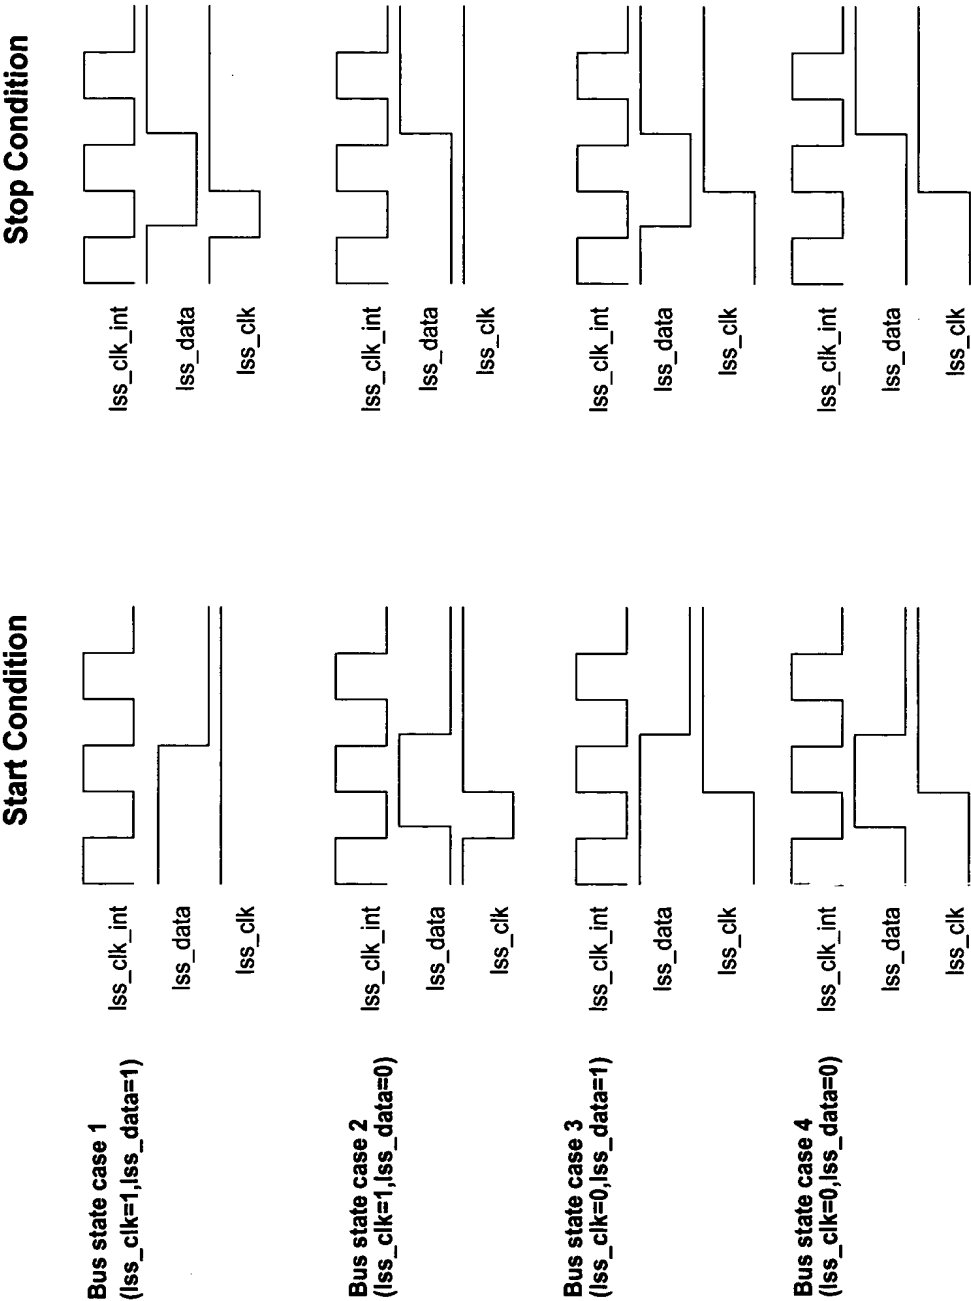 Start Condition
Stop Condition
Bus state case 1
(lss_clk=1,lss_data=1)
lss_clk_int
lss_data
lss_clk
lss_clk_int
lss_data
lss_clk
Bus state case 2
(lss_clk=1,lss_data=0)
lss_clk_int
lss_data
lss_clk
lss_clk_int
lss_data
lss_clk
Bus state case 3
(lss_clk=0,lss_data=1)
lss_clk_int
lss_data
lss_clk
lss_clk_int
lss_data
lss_clk
Bus state case 4
(lss_clk=0,lss_data=0)
lss_clk_int
lss_data
lss_clk
lss_clk_int
lss_data
lss_clk